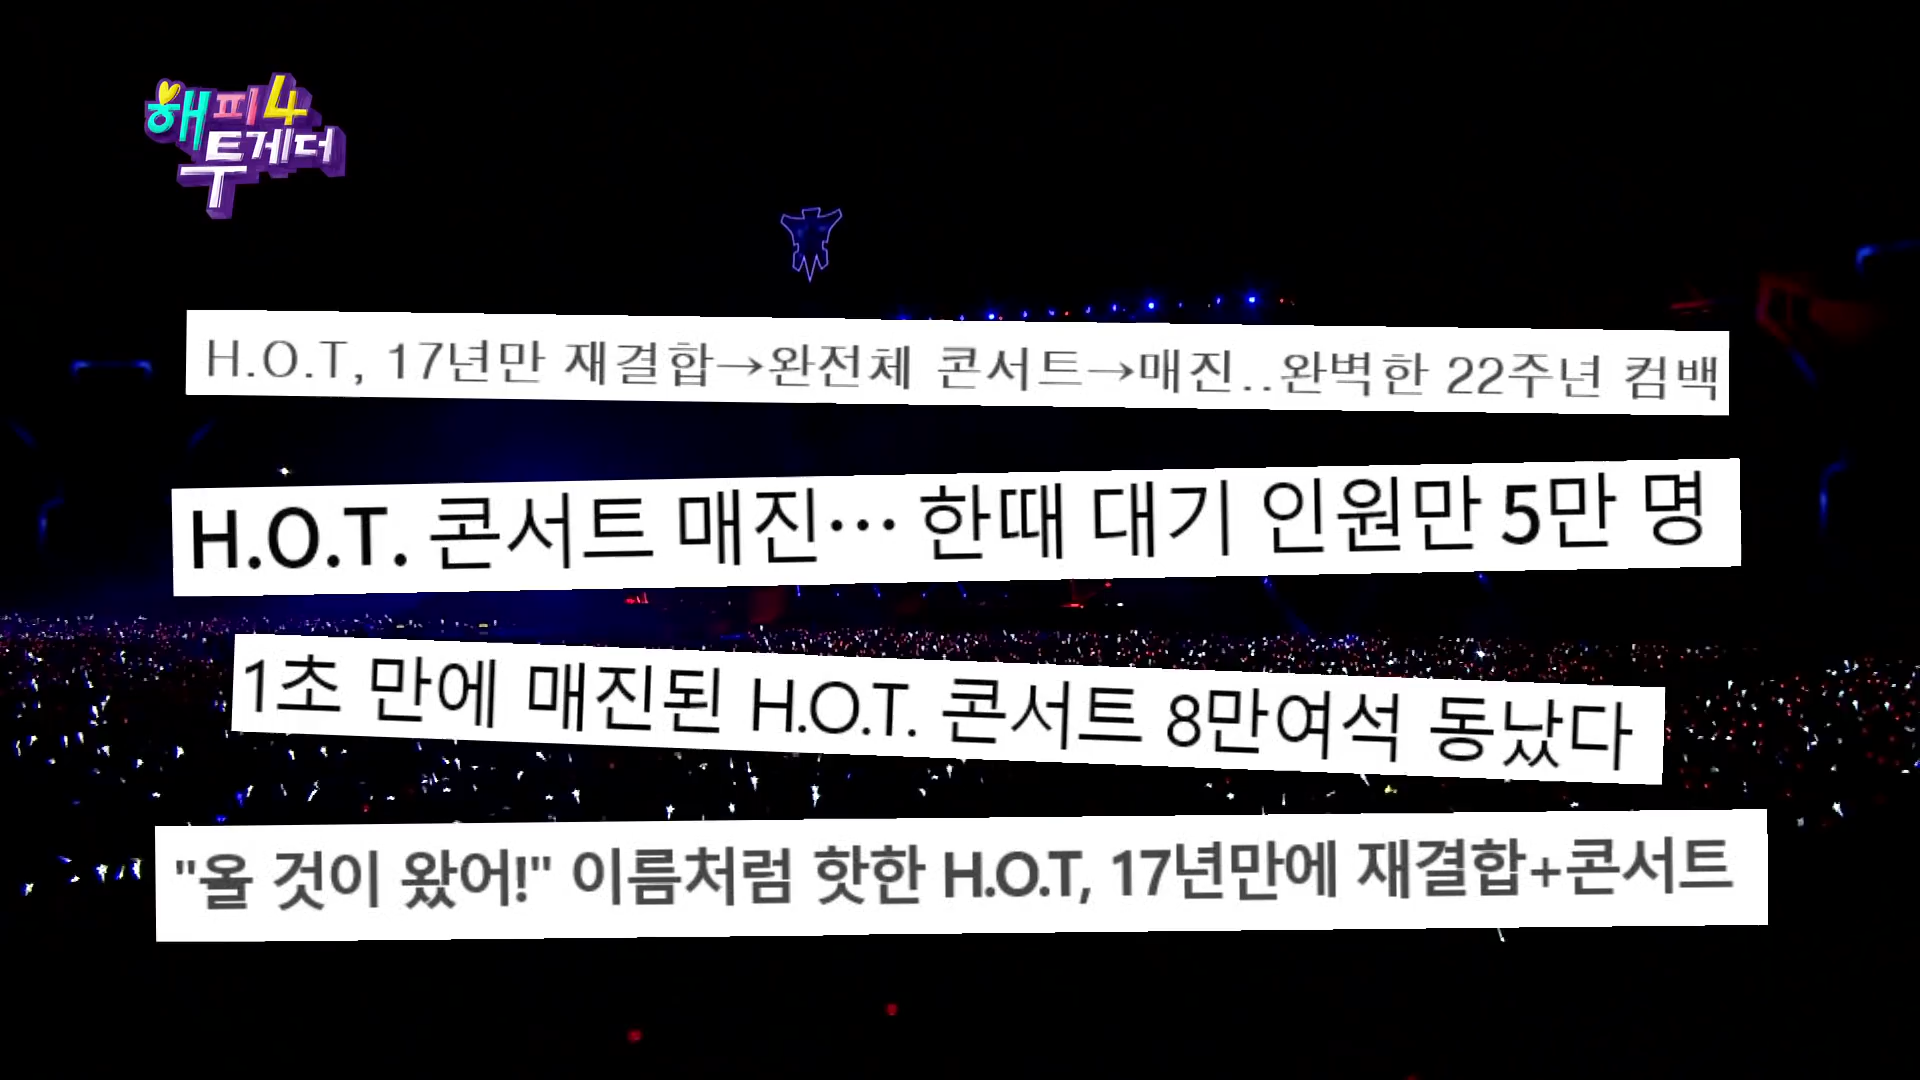 해피4
투게더
H.O.T, 17년만 재결합→완전체 콘서트→매진..완벽한 22주년 컴백
H.O.T. 콘서트 매진… 한때 대기 인원만 5만 명
1초 만에 매진된 H.O.T. 콘서트 8만여석 동났다
"올 것이 왔어!" 이름처럼 핫한 H.O.T, 17년만에 재결합+콘서트